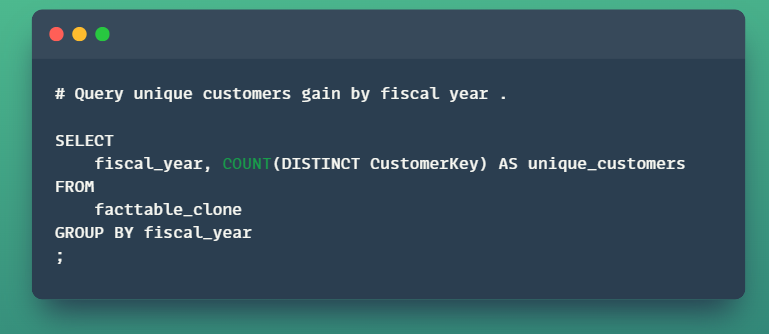 # Query unique customers gain by fiscal year .
SELECT
fiscal_year, COUNT(DISTINCT CustomerKey) AS unique_customers
FROM
facttable_clone
GROUP BY fiscal_year
;